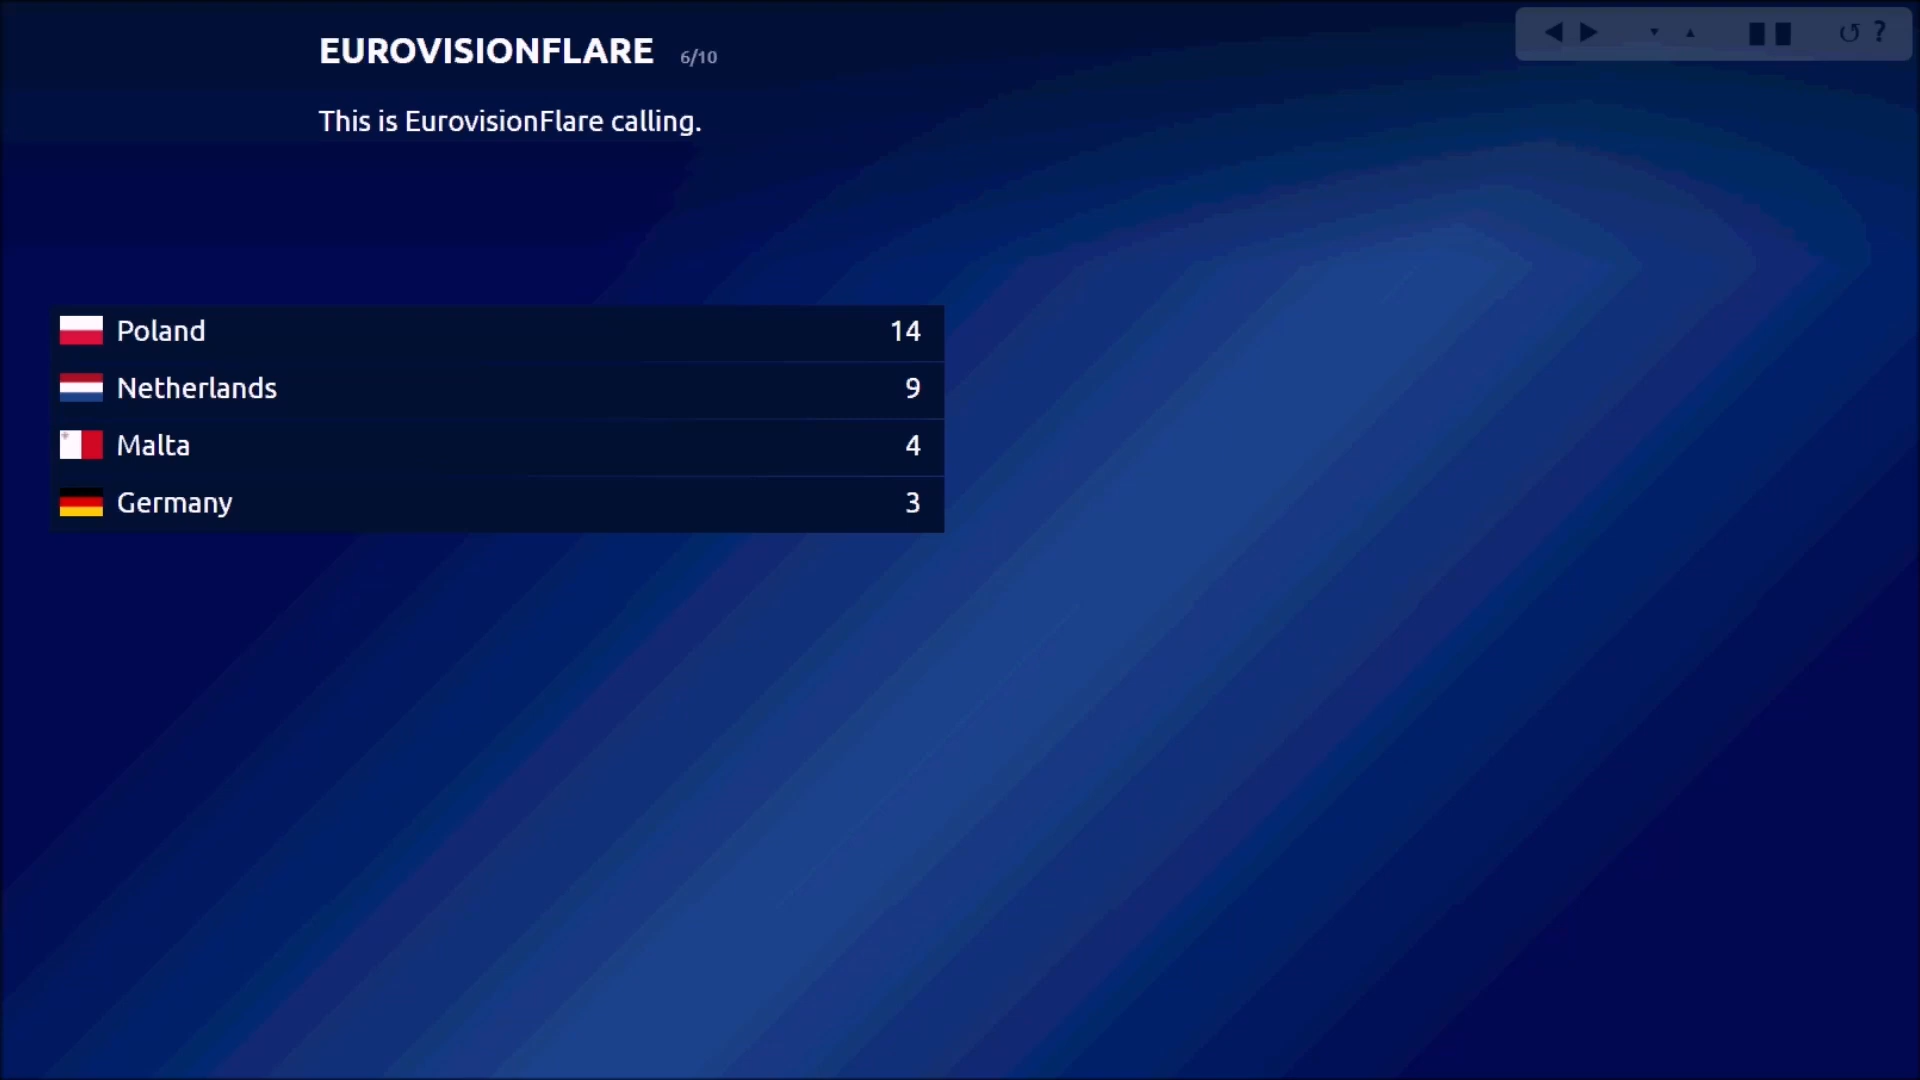 EUROVISIONFLARE 6/10
This is EurovisionFlare calling.
Poland 14
Netherlands 9
Malta 4
Germany 3
?